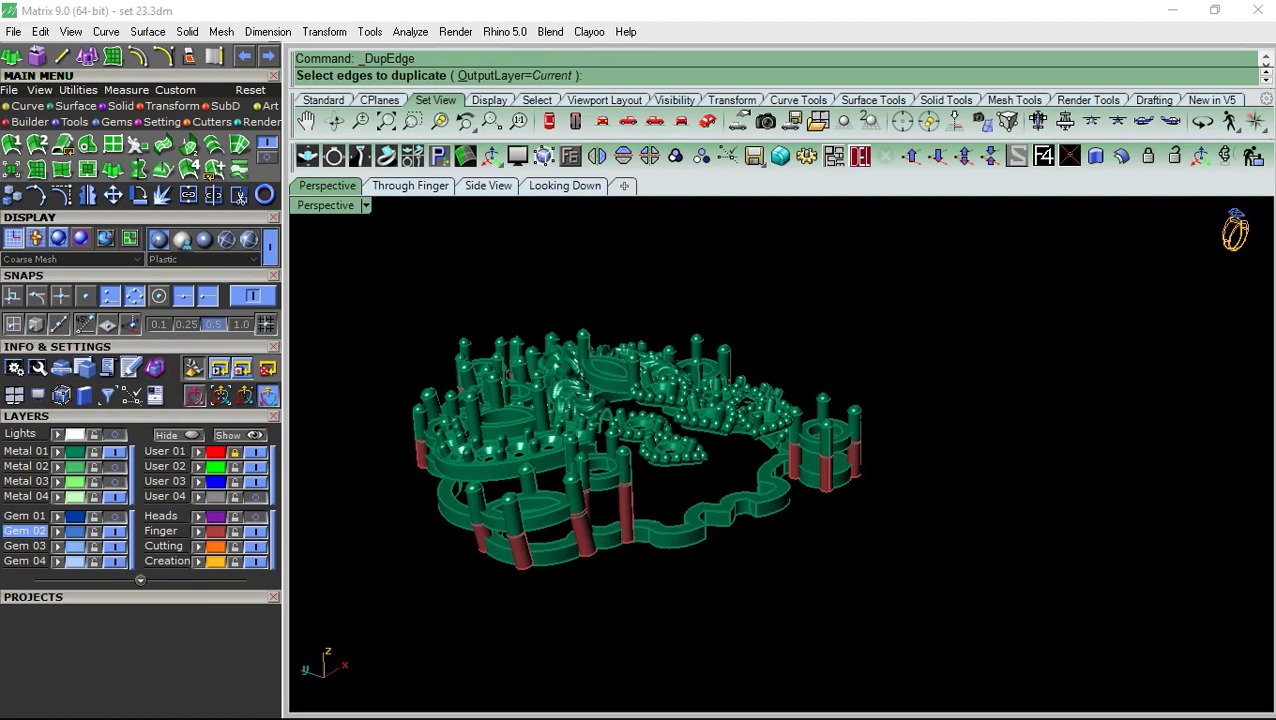 Matrix 9.0 (64-bit) - set 23.3dm
File Edit View Curve Surface Solid Mesh Dimension Transform Tools Analyze Render Rhino 5.0 Blend Clayoo Help
Command: _DupEdge
Select edges to duplicate ( OutputLayer=Current ):
MAIN MENU
File View Utilities Measure Custom Reset
Curve Surface Solid Transform SubD Art
Builder Tools Gems Setting Cutters Render
Standard CPlanes Set View Display Select Viewport Layout Visibility Transform Curve Tools Surface Tools Solid Tools Mesh Tools Render Tools Drafting New in V5
Perspective Through Finger Side View Looking Down
Perspective
DISPLAY
Coarse Mesh Plastic
SNAPS
0.1 0.25 0.5 1.0
INFO & SETTINGS
LAYERS
Lights Hide Show
Metal 01 User 01
Metal 02 User 02
Metal 03 User 03
Metal 04 User 04
Gem 01 Heads
Gem 02 Finger
Gem 03 Cutting
Gem 04 Creation
PROJECTS
z
y x